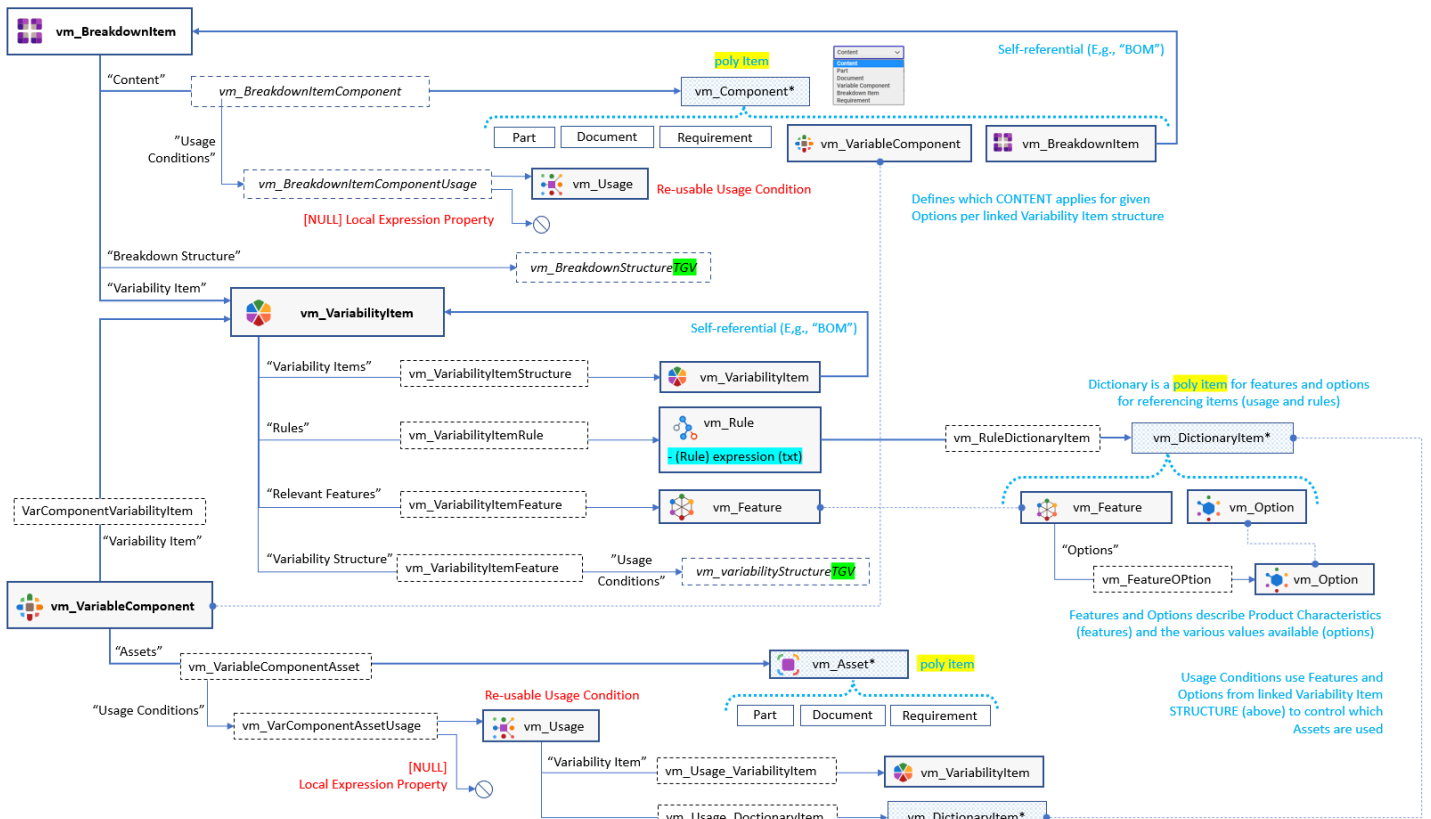 vm_BreakdownItem
Self-referential (E,g., “BOM”)
“Content”
vm_BreakdownItemComponent
poly Item
vm_Component*
Content
Content
Part
Document
Variable Component
Breakdown Item
Requirement
Part
Document
Requirement
vm_VariableComponent
vm_BreakdownItem
”Usage
Conditions”
vm_BreakdownItemComponentUsage
vm_Usage
Re-usable Usage Condition
[NULL] Local Expression Property
Defines which CONTENT applies for given
Options per linked Variability Item structure
“Breakdown Structure”
vm_BreakdownStructureTGV
“Variability Item”
vm_VariabilityItem
Self-referential (E,g., “BOM”)
“Variability Items”
vm_VariabilityItemStructure
vm_VariabilityItem
Dictionary is a poly item for features and options
for referencing items (usage and rules)
“Rules”
vm_VariabilityItemRule
vm_Rule
- (Rule) expression (txt)
vm_RuleDictionaryItem
vm_DictionaryItem*
“Relevant Features”
vm_VariabilityItemFeature
vm_Feature
vm_Feature
vm_Option
VarComponentVariabilityItem
“Variability Item”
“Variability Structure”
vm_VariabilityItemFeature
”Usage
Conditions”
vm_variabilityStructureTGV
“Options”
vm_FeatureOPtion
vm_Option
vm_VariableComponent
Features and Options describe Product Characteristics
(features) and the various values available (options)
“Assets”
vm_VariableComponentAsset
vm_Asset*
poly item
Part
Document
Requirement
Usage Conditions use Features and
Options from linked Variability Item
STRUCTURE (above) to control which
Assets are used
“Usage Conditions”
vm_VarComponentAssetUsage
Re-usable Usage Condition
vm_Usage
[NULL]
Local Expression Property
“Variability Item”
vm_Usage_VariabilityItem
vm_VariabilityItem
vm_Usage_DoctionaryItem
vm_DictionaryItem*